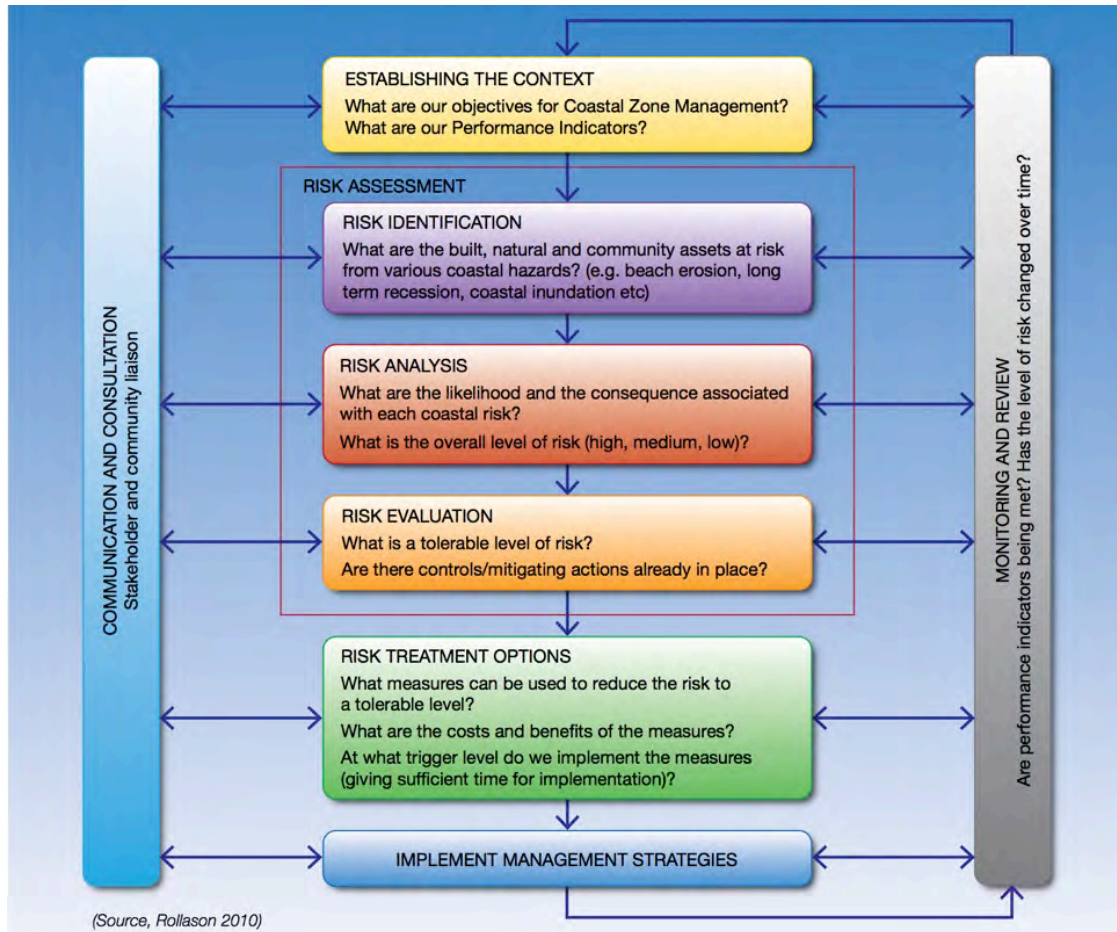 ESTABLISHING THE CONTEXT
What are our objectives for Coastal Zone Management?
What are our Performance Indicators?
RISK ASSESSMENT
RISK IDENTIFICATION
What are the built, natural and community assets at risk
from various coastal hazards? (e.g. beach erosion, long
term recession, coastal inundation etc)
RISK ANALYSIS
What are the likelihood and the consequence associated
with each coastal risk?
What is the overall level of risk (high, medium, low)?
RISK EVALUATION
What is a tolerable level of risk?
Are there controls/mitigating actions already in place?
RISK TREATMENT OPTIONS
What measures can be used to reduce the risk to
a tolerable level?
What are the costs and benefits of the measures?
At what trigger level do we implement the measures
(giving sufficient time for implementation)?
IMPLEMENT MANAGEMENT STRATEGIES
COMMUNICATION AND CONSULTATION
Stakeholder and community liaison
MONITORING AND REVIEW
Are performance indicators being met? Has the level of risk changed over time?
(Source, Rollason 2010)